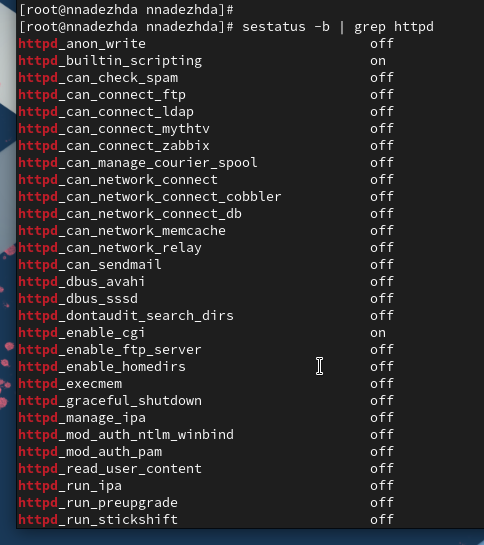 [root@nnadezhda nnadezhda]#
[root@nnadezhda nnadezhda]# sestatus -b | grep httpd
httpd_anon_write off
httpd_builtin_scripting on
httpd_can_check_spam off
httpd_can_connect_ftp off
httpd_can_connect_ldap off
httpd_can_connect_mythtv off
httpd_can_connect_zabbix off
httpd_can_manage_courier_spool off
httpd_can_network_connect off
httpd_can_network_connect_cobbler off
httpd_can_network_connect_db off
httpd_can_network_memcache off
httpd_can_network_relay off
httpd_can_sendmail off
httpd_dbus_avahi off
httpd_dbus_sssd off
httpd_dontaudit_search_dirs off
httpd_enable_cgi on
httpd_enable_ftp_server off
httpd_enable_homedirs off
httpd_execmem off
httpd_graceful_shutdown off
httpd_manage_ipa off
httpd_mod_auth_ntlm_winbind off
httpd_mod_auth_pam off
httpd_read_user_content off
httpd_run_ipa off
httpd_run_preupgrade off
httpd_run_stickshift off